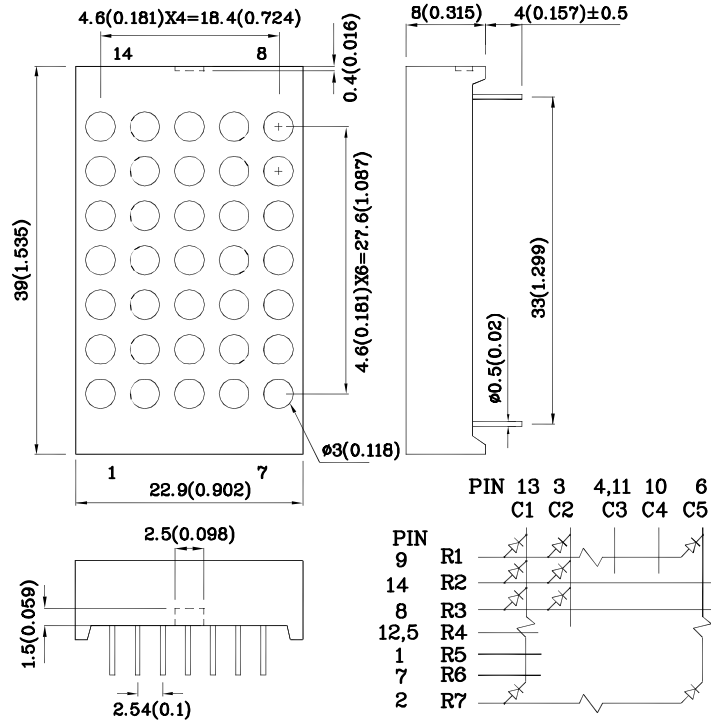 4.6(0.181)X4=18.4(0.724)
14 8
0.4(0.016)
8(0.315)
4(0.157)±0.5
39(1.535)
4.6(0.181)X6=27.6(1.087)
33(1.299)
ø0.5(0.02)
ø3(0.118)
1 7
22.9(0.902)
2.5(0.098)
1.5(0.059)
2.54(0.1)
PIN 13 3 4,11 10 6
C1 C2 C3 C4 C5
PIN
9 R1
14 R2
8 R3
12,5 R4
1 R5
7 R6
2 R7